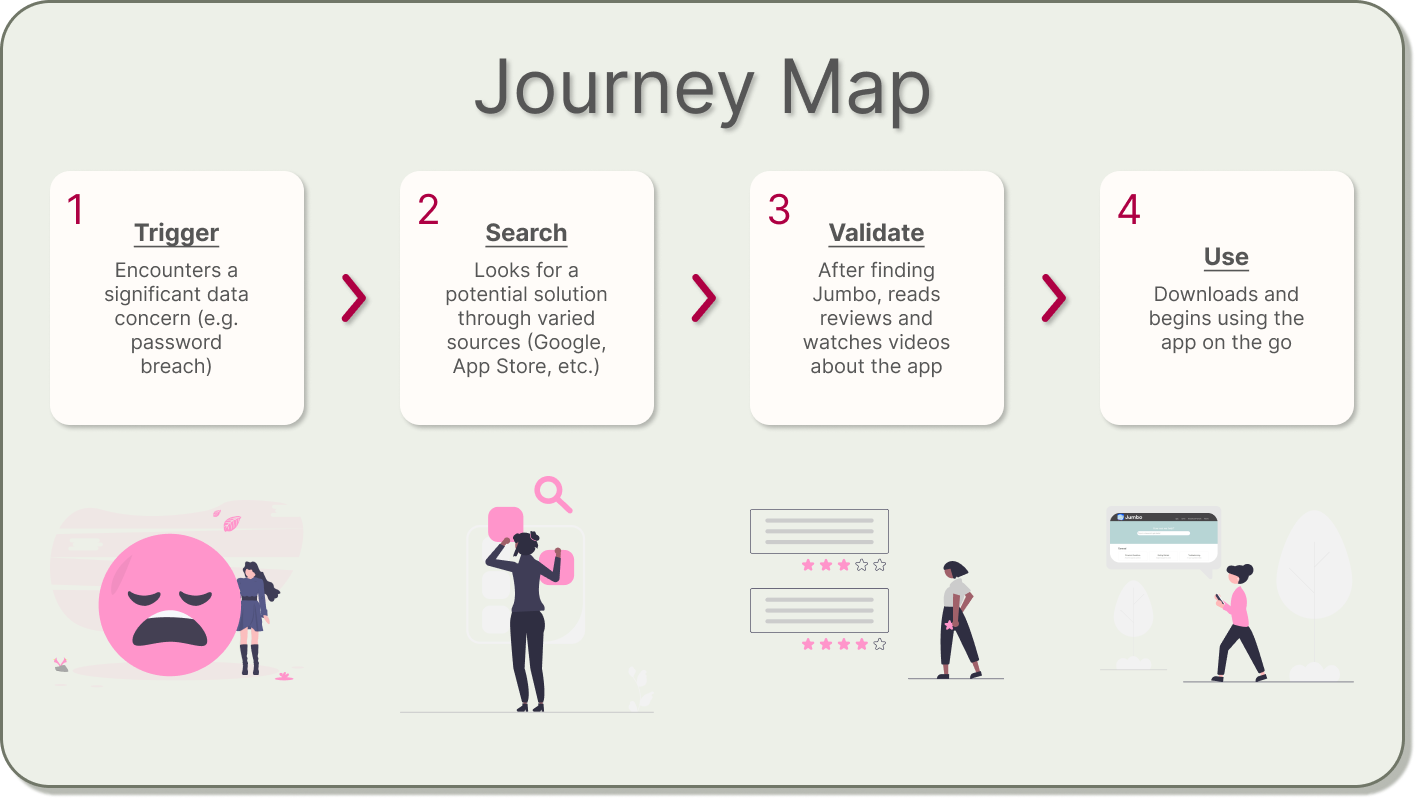 Journey Map
1
Trigger
Encounters a
significant data
concern (e.g.
password
breach)
2
Search
Looks for a
potential solution
through varied
sources (Google,
App Store, etc.)
3
Validate
After finding
Jumbo, reads
reviews and
watches videos
about the app
4
Use
Downloads and
begins using the
app on the go
Jumbo